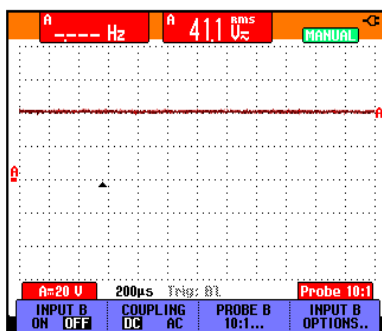 A -.---- Hz
A 41.1 RMS V≂
MANUAL
A
A
A≂20 V 200µs Trig: B⤓ Probe 10:1
INPUT B COUPLING PROBE B INPUT B
ON OFF DC AC 10:1... OPTIONS..